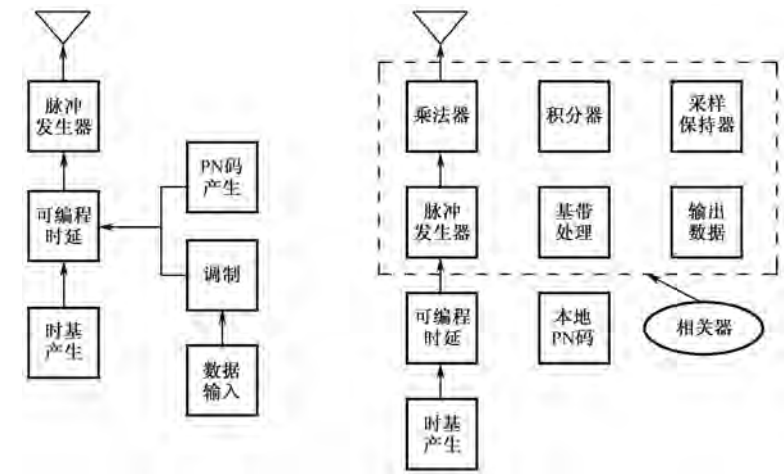 脉冲
发生器
PN码
产生
可编程
时延
调制
时基
产生
数据
输入
乘法器
积分器
采样
保持器
脉冲
发生器
基带
处理
输出
数据
可编程
时延
本地
PN码
相关器
时基
产生